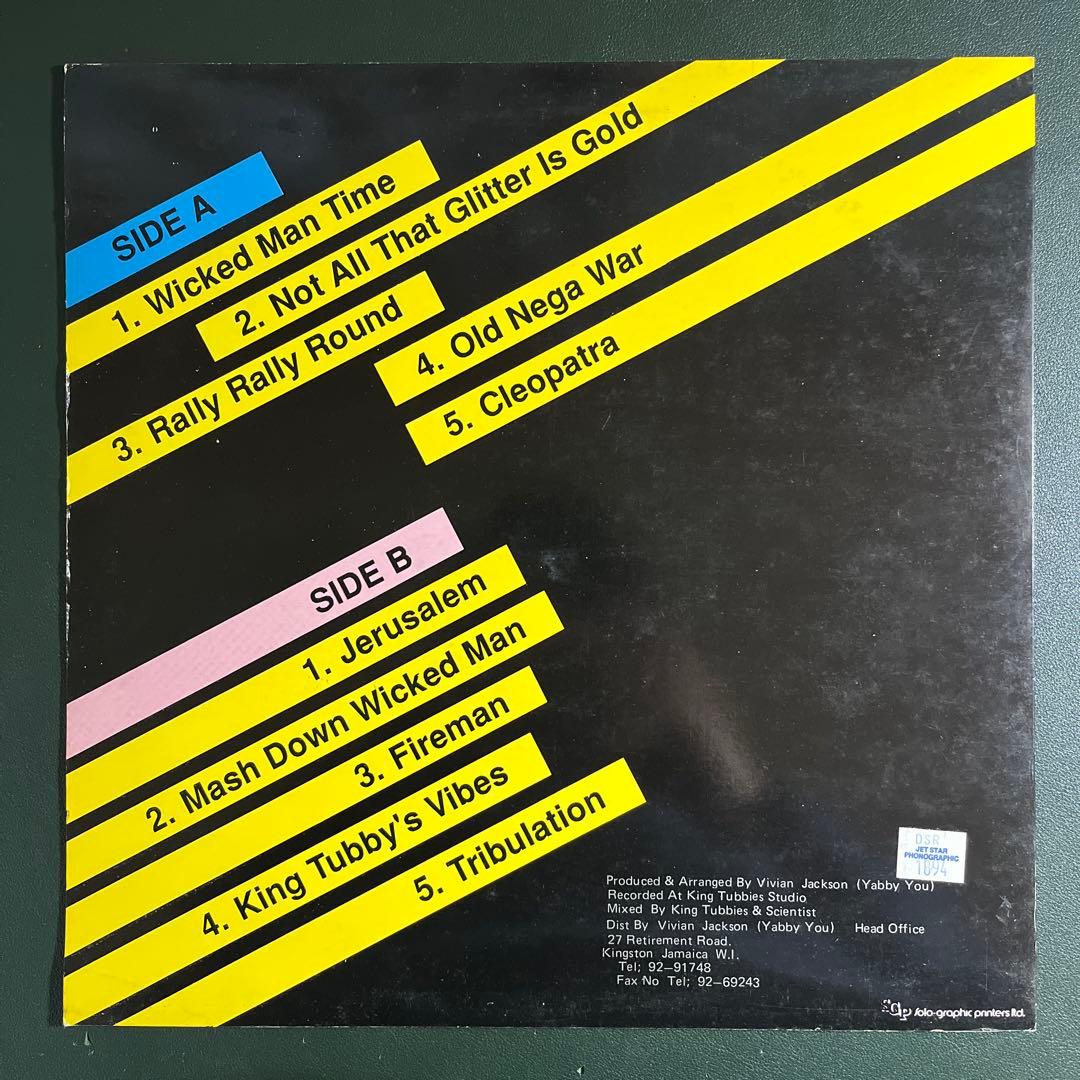 SIDE A
1. Wicked Man Time
2. Not All That Glitter Is Gold
3. Rally Rally Round
4. Old Nega War
5. Cleopatra
SIDE B
1. Jerusalem
2. Mash Down Wicked Man
3. Fireman
4. King Tubby's Vibes
5. Tribulation
DSR
JET STAR
PHONOGRAPHIC
1094
Produced & Arranged By Vivian Jackson (Yabby You)
Recorded At King Tubbies Studio
Mixed By King Tubbies & Scientist
Dist By Vivian Jackson (Yabby You) Head Office
27 Retirement Road.
Kingston Jamaica W.I.
Tel; 92-91748
Fax No Tel; 92-69243
solo-graphic printers ltd.